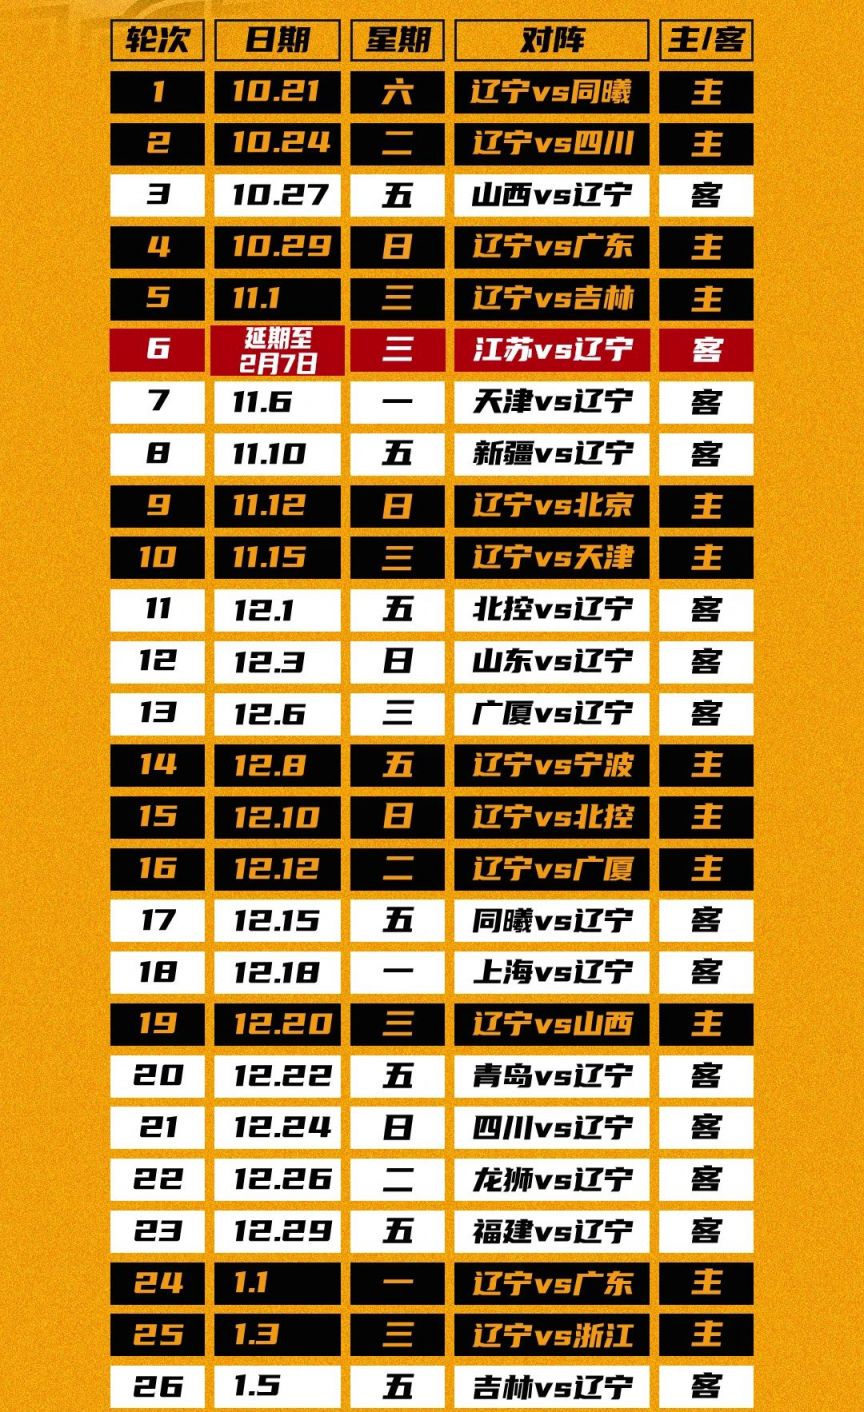 轮次 日期 星期 对阵 主/客
1 10.21 六 辽宁vs同曦 主
2 10.24 二 辽宁vs四川 主
3 10.27 五 山西vs辽宁 客
4 10.29 日 辽宁vs广东 主
5 11.1 三 辽宁vs吉林 主
6 延期至 2月7日 三 江苏vs辽宁 客
7 11.6 一 天津vs辽宁 客
8 11.10 五 新疆vs辽宁 客
9 11.12 日 辽宁vs北京 主
10 11.15 三 辽宁vs天津 主
11 12.1 五 北控vs辽宁 客
12 12.3 日 山东vs辽宁 客
13 12.6 三 广厦vs辽宁 客
14 12.8 五 辽宁vs宁波 主
15 12.10 日 辽宁vs北控 主
16 12.12 二 辽宁vs广厦 主
17 12.15 五 同曦vs辽宁 客
18 12.18 一 上海vs辽宁 客
19 12.20 三 辽宁vs山西 主
20 12.22 五 青岛vs辽宁 客
21 12.24 日 四川vs辽宁 客
22 12.26 二 龙狮vs辽宁 客
23 12.29 五 福建vs辽宁 客
24 1.1 一 辽宁vs广东 主
25 1.3 三 辽宁vs浙江 主
26 1.5 五 吉林vs辽宁 客